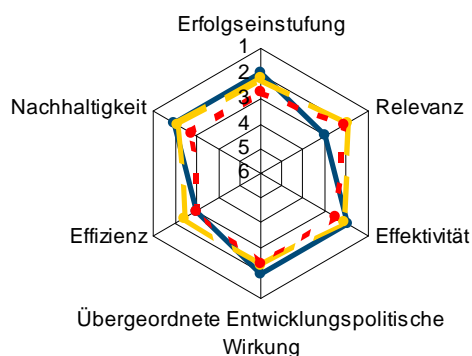 Erfolgseinstufung
1
2
3
4
5
6
Nachhaltigkeit
Relevanz
Effizienz
Effektivität
Übergeordnete Entwicklungspolitische
Wirkung